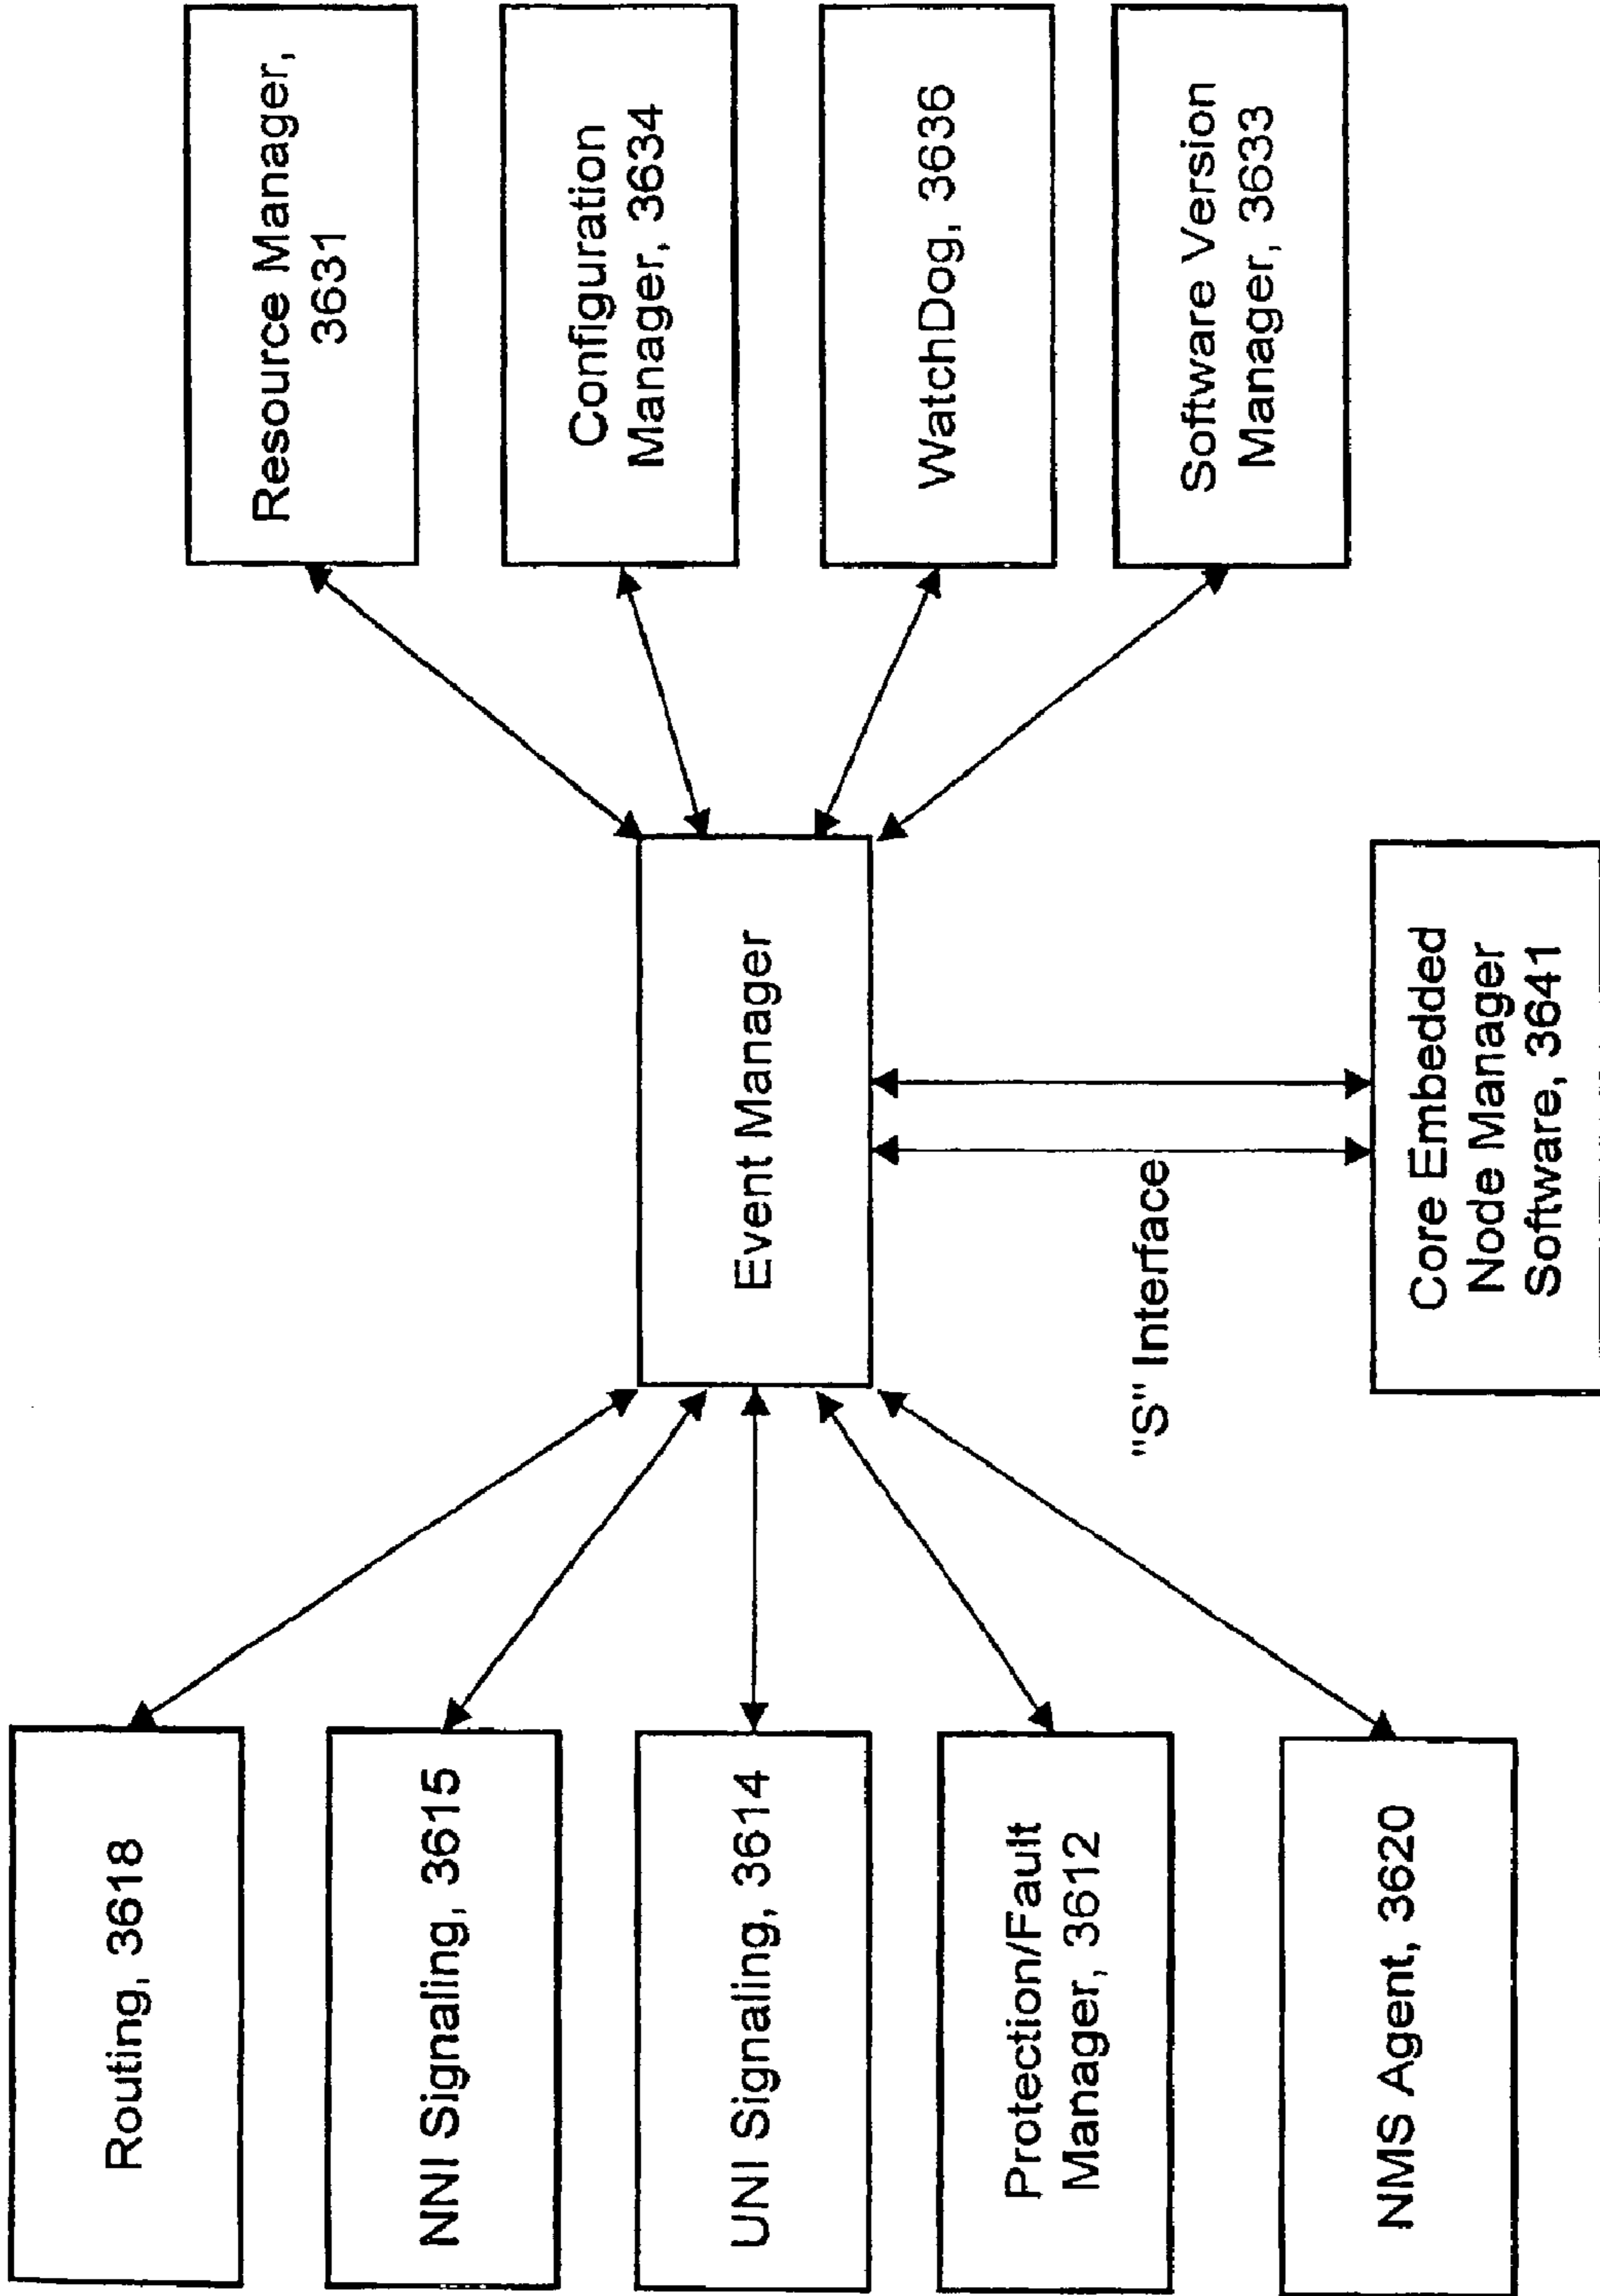 Routing, 3618
NNI Signaling, 3615
UNI Signaling, 3614
Protection/Fault
Manager, 3612
NMS Agent, 3620
Event Manager
"S" Interface
Core Embedded
Node Manager
Software, 3641
Resource Manager,
3631
Configuration
Manager, 3634
WatchDog, 3636
Software Version
Manager, 3633